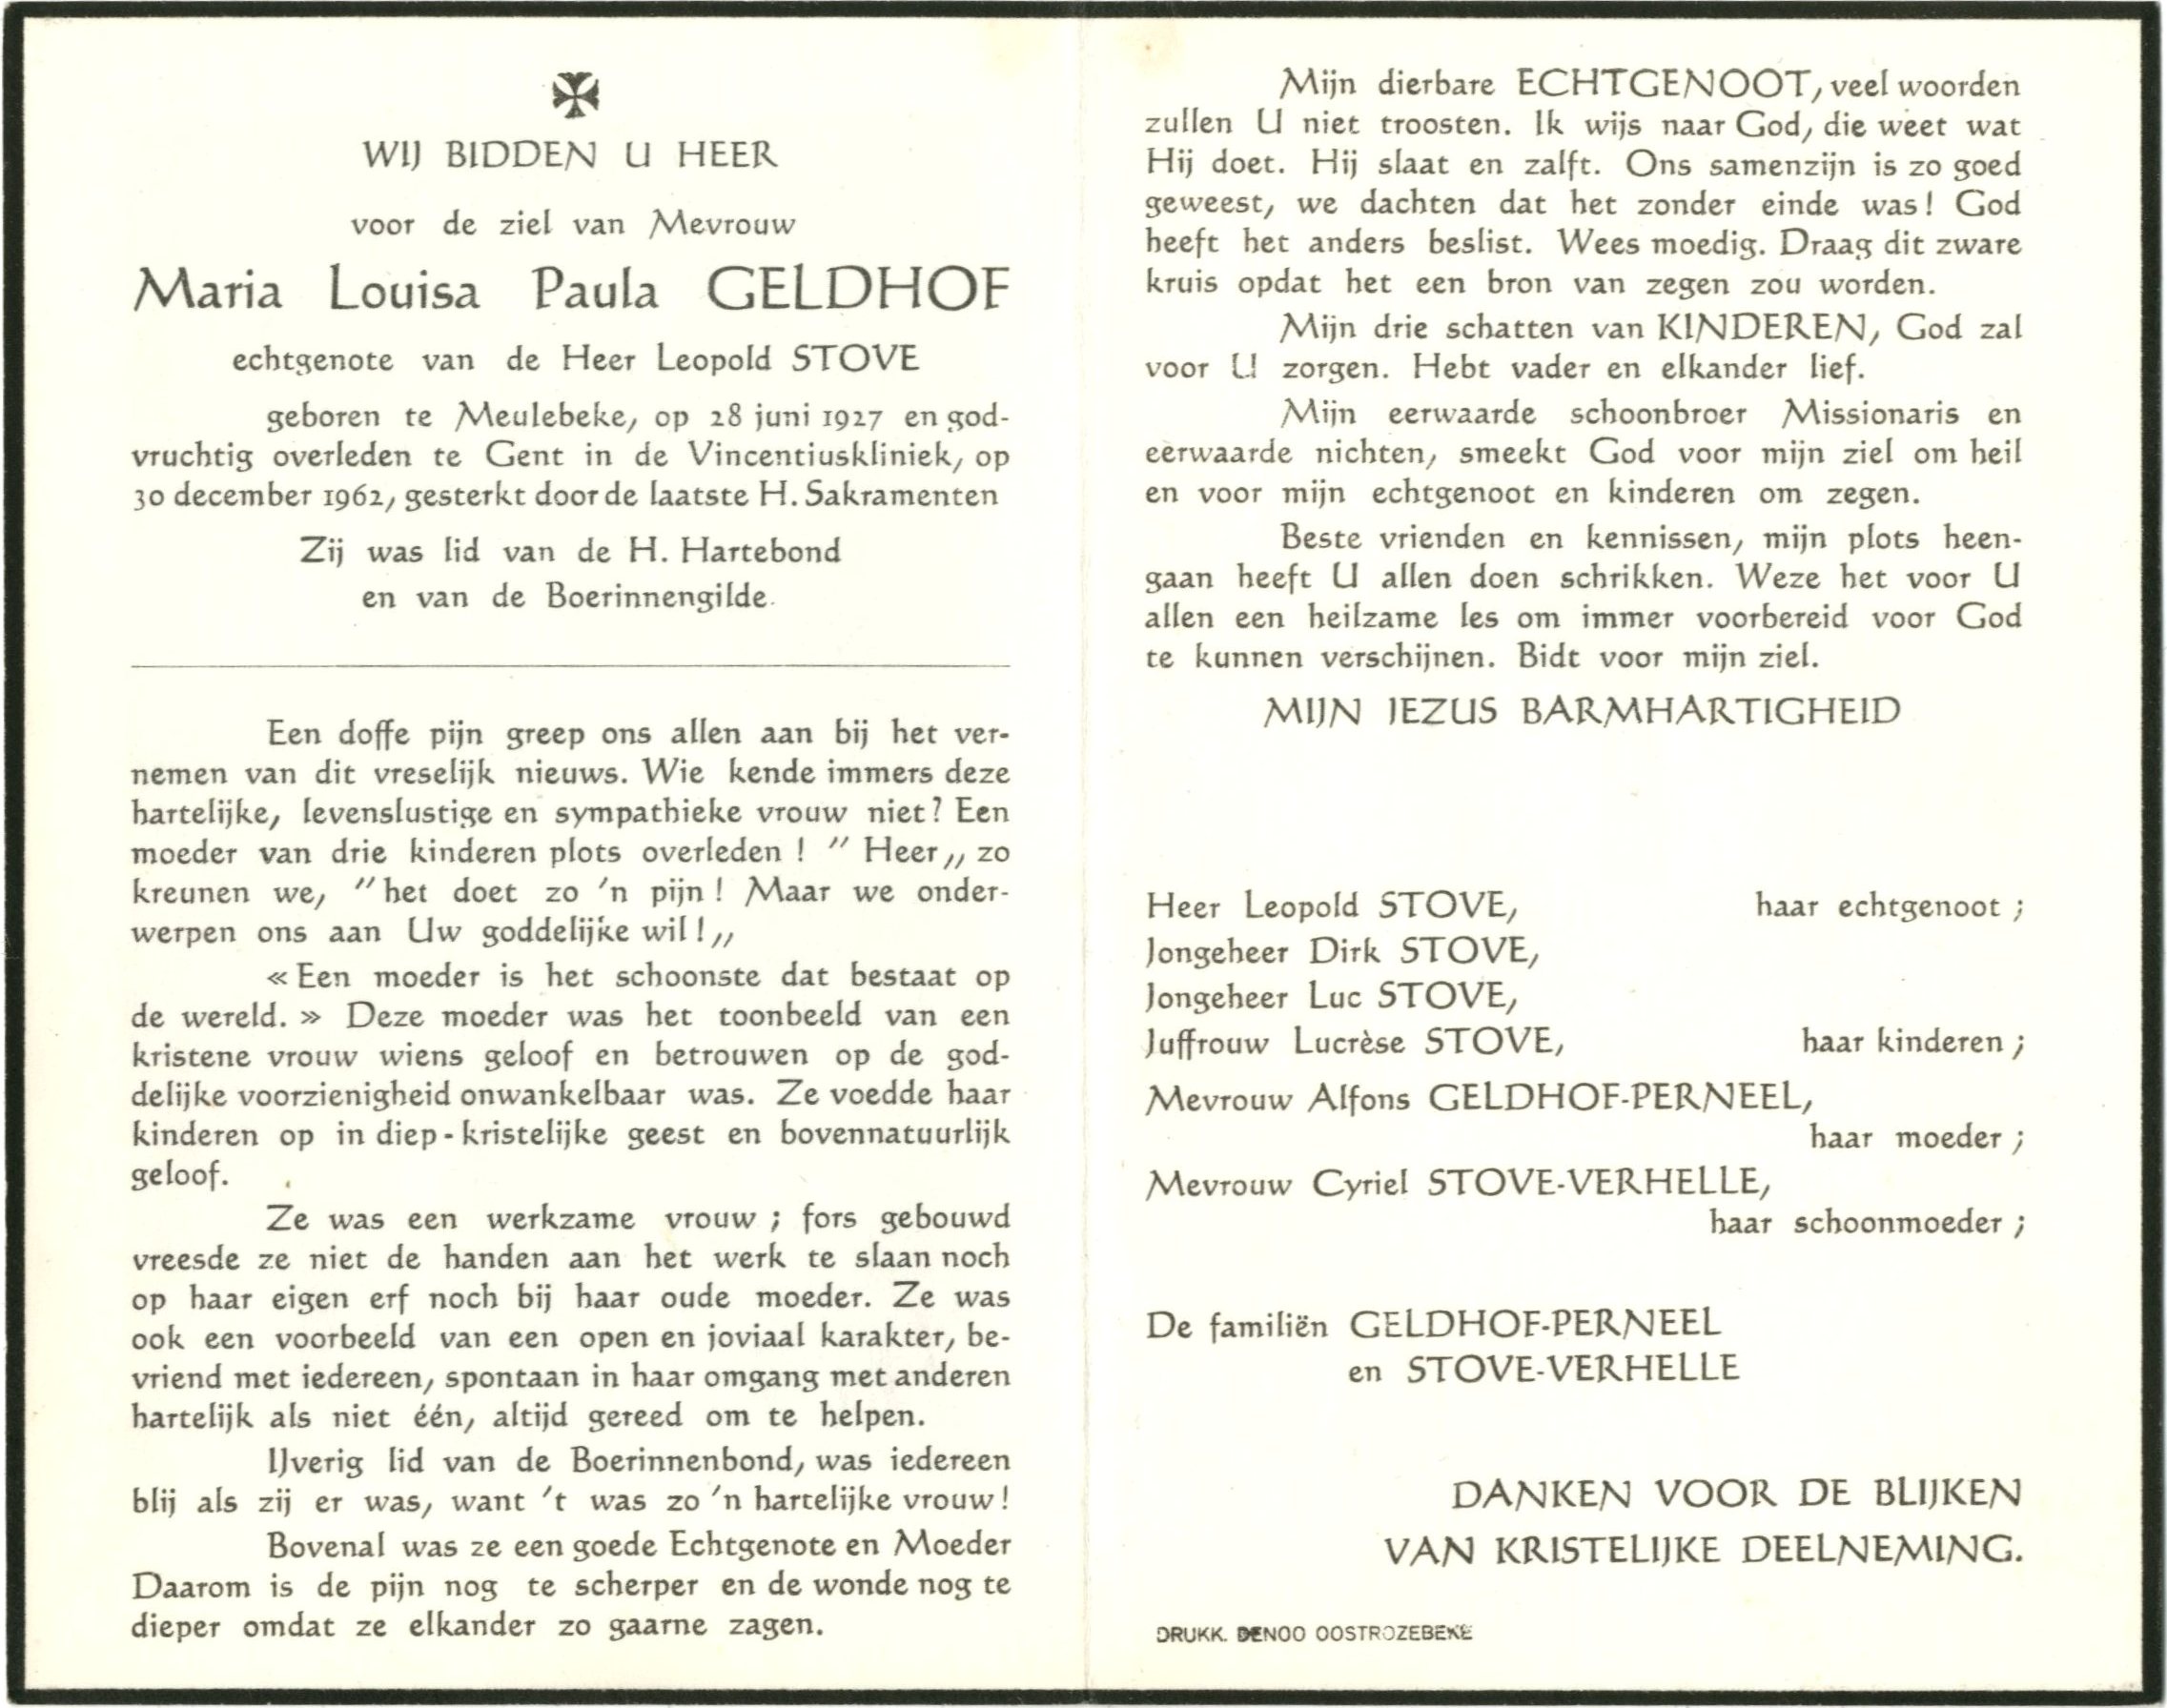 WIJ BIDDEN U HEER
voor de ziel van Mevrouw
Maria Louisa Paula GELDHOF
echtgenote van de Heer Leopold STOVE
geboren te Meulebeke, op 28 juni 1927 en god-
vruchtig overleden te Gent in de Vincentiuskliniek, op
30 december 1962, gesterkt door de laatste H. Sakramenten
Zij was lid van de H. Hartebond
en van de Boerinnengilde.
Een doffe pijn greep ons allen aan bij het ver-
nemen van dit vreselijk nieuws. Wie kende immers deze
hartelijke, levenslustige en sympathieke vrouw niet? Een
moeder van drie kinderen plots overleden ! " Heer,, zo
kreunen we, "het doet zo 'n pijn ! Maar we onder-
werpen ons aan Uw goddelijke wil !,,
« Een moeder is het schoonste dat bestaat op
de wereld. » Deze moeder was het toonbeeld van een
kristene vrouw wiens geloof en betrouwen op de god-
delijke voorzienigheid onwankelbaar was. Ze voedde haar
kinderen op in diep - kristelijke geest en bovennatuurlijk
geloof.
Ze was een werkzame vrouw ; fors gebouwd
vreesde ze niet de handen aan het werk te slaan noch
op haar eigen erf noch bij haar oude moeder. Ze was
ook een voorbeeld van een open en joviaal karakter, be-
vriend met iedereen, spontaan in haar omgang met anderen
hartelijk als niet één, altijd gereed om te helpen.
IJverig lid van de Boerinnenbond, was iedereen
blij als zij er was, want 't was zo 'n hartelijke vrouw !
Bovenal was ze een goede Echtgenote en Moeder
Daarom is de pijn nog te scherper en de wonde nog te
dieper omdat ze elkander zo gaarne zagen.
Mijn dierbare ECHTGENOOT, veel woorden
zullen U niet troosten. Ik wijs naar God, die weet wat
Hij doet. Hij slaat en zalft. Ons samenzijn is zo goed
geweest, we dachten dat het zonder einde was ! God
heeft het anders beslist. Wees moedig. Draag dit zware
kruis opdat het een bron van zegen zou worden.
Mijn drie schatten van KINDEREN, God zal
voor U zorgen. Hebt vader en elkander lief.
Mijn eerwaarde schoonbroer Missionaris en
eerwaarde nichten, smeekt God voor mijn ziel om heil
en voor mijn echtgenoot en kinderen om zegen.
Beste vrienden en kennissen, mijn plots heen-
gaan heeft U allen doen schrikken. Weze het voor U
allen een heilzame les om immer voorbereid voor God
te kunnen verschijnen. Bidt voor mijn ziel.
MIJN JEZUS BARMHARTIGHEID
Heer Leopold STOVE, haar echtgenoot ;
Jongeheer Dirk STOVE,
Jongeheer Luc STOVE,
Juffrouw Lucrèse STOVE, haar kinderen ;
Mevrouw Alfons GELDHOF-PERNEEL,
haar moeder ;
Mevrouw Cyriel STOVE-VERHELLE,
haar schoonmoeder ;
De familiën GELDHOF-PERNEEL
en STOVE-VERHELLE
DANKEN VOOR DE BLIJKEN
VAN KRISTELIJKE DEELNEMING.
DRUKK. DENOO OOSTROZEBEKE